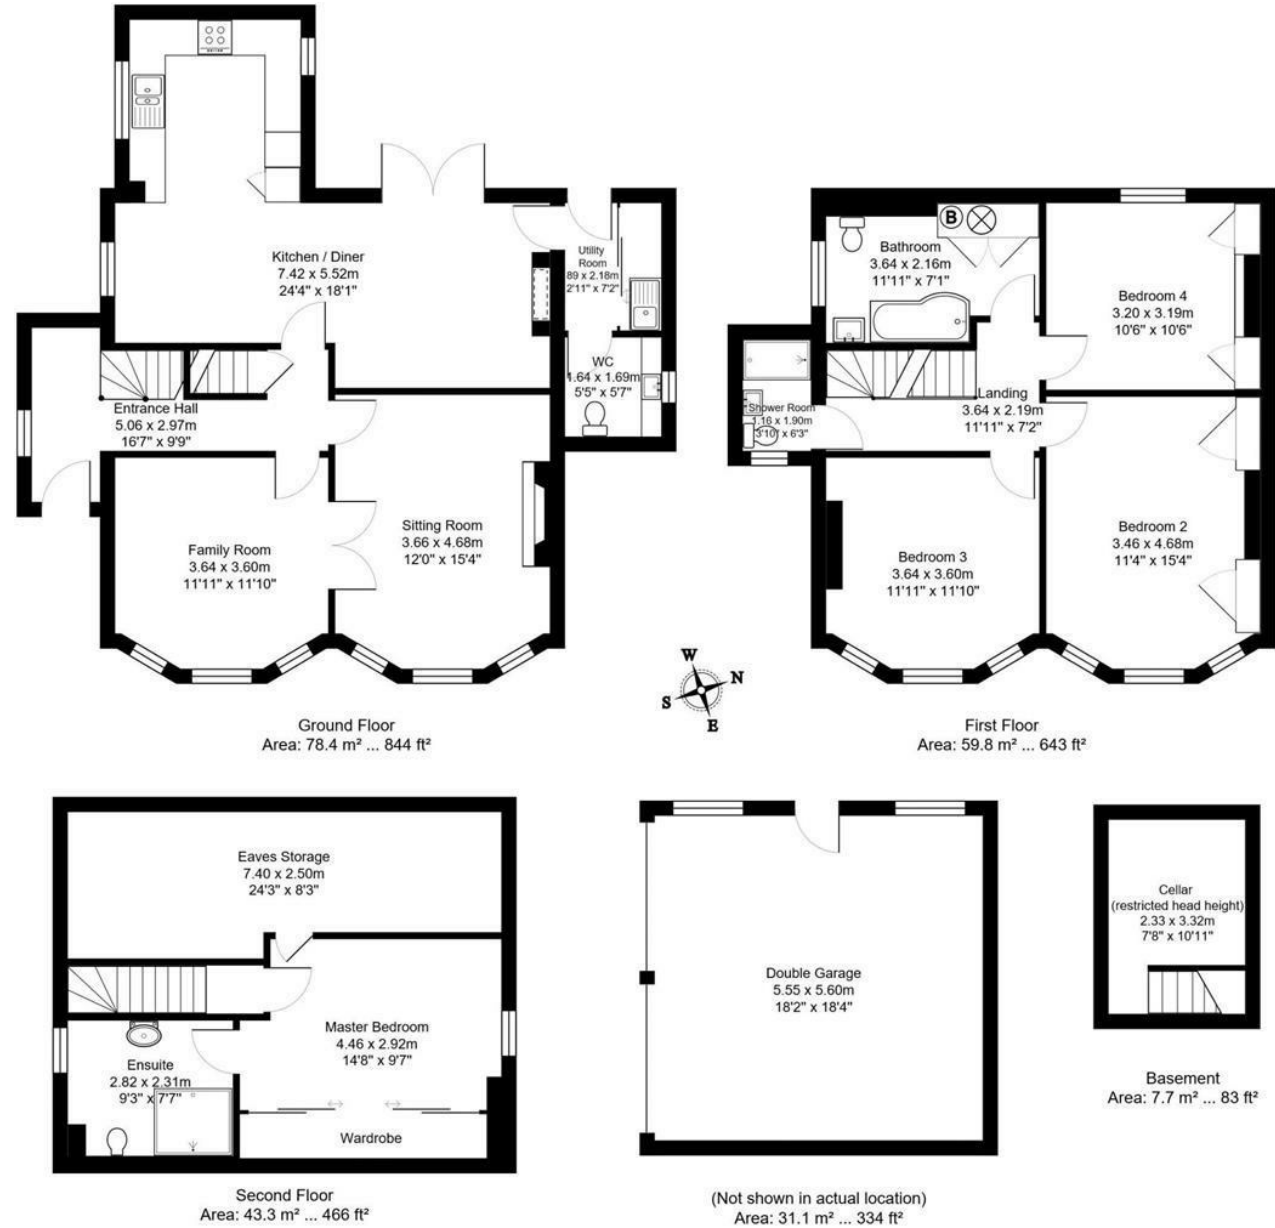 Kitchen / Diner
7.42 x 5.52m
24'4" x 18'1"
Utility
Room
89 x 2.18m
2'11" x 7'2"
WC
1.64 x 1.69m
5'5" x 5'7"
Entrance Hall
5.06 x 2.97m
16'7" x 9'9"
Family Room
3.64 x 3.60m
11'11" x 11'10"
Sitting Room
3.66 x 4.68m
12'0" x 15'4"
Ground Floor
Area: 78.4 m² ... 844 ft²
W
N
S
E
B
Bathroom
3.64 x 2.16m
11'11" x 7'1"
Bedroom 4
3.20 x 3.19m
10'6" x 10'6"
Shower Room
1.16 x 1.90m
3'10" x 6'3"
Landing
3.64 x 2.19m
11'11" x 7'2"
Bedroom 3
3.64 x 3.60m
11'11" x 11'10"
Bedroom 2
3.46 x 4.68m
11'4" x 15'4"
First Floor
Area: 59.8 m² ... 643 ft²
Eaves Storage
7.40 x 2.50m
24'3" x 8'3"
Master Bedroom
4.46 x 2.92m
14'8" x 9'7"
Ensuite
2.82 x 2.31m
9'3" x 7'7"
Wardrobe
Second Floor
Area: 43.3 m² ... 466 ft²
Double Garage
5.55 x 5.60m
18'2" x 18'4"
(Not shown in actual location)
Area: 31.1 m² ... 334 ft²
Cellar
(restricted head height)
2.33 x 3.32m
7'8" x 10'11"
Basement
Area: 7.7 m² ... 83 ft²